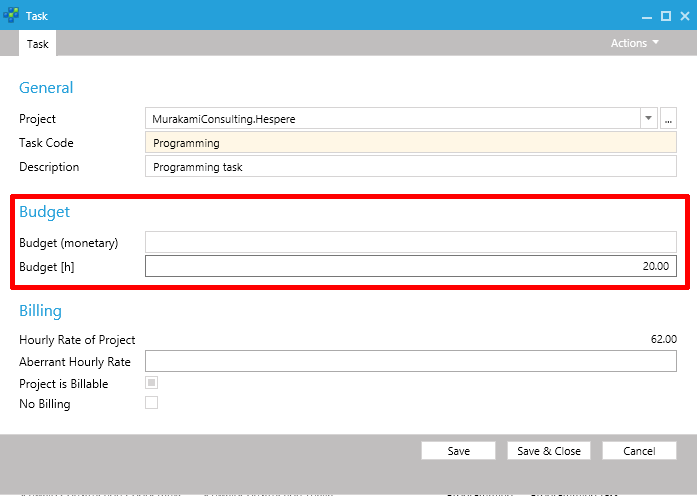 Task
Task
Actions
General
Project MurakamiConsulting.Hespere ...
Task Code Programming
Description Programming task
Budget
Budget (monetary)
Budget [h] 20.00
Billing
Hourly Rate of Project 62.00
Aberrant Hourly Rate
Project is Billable
No Billing
Save Save & Close Cancel